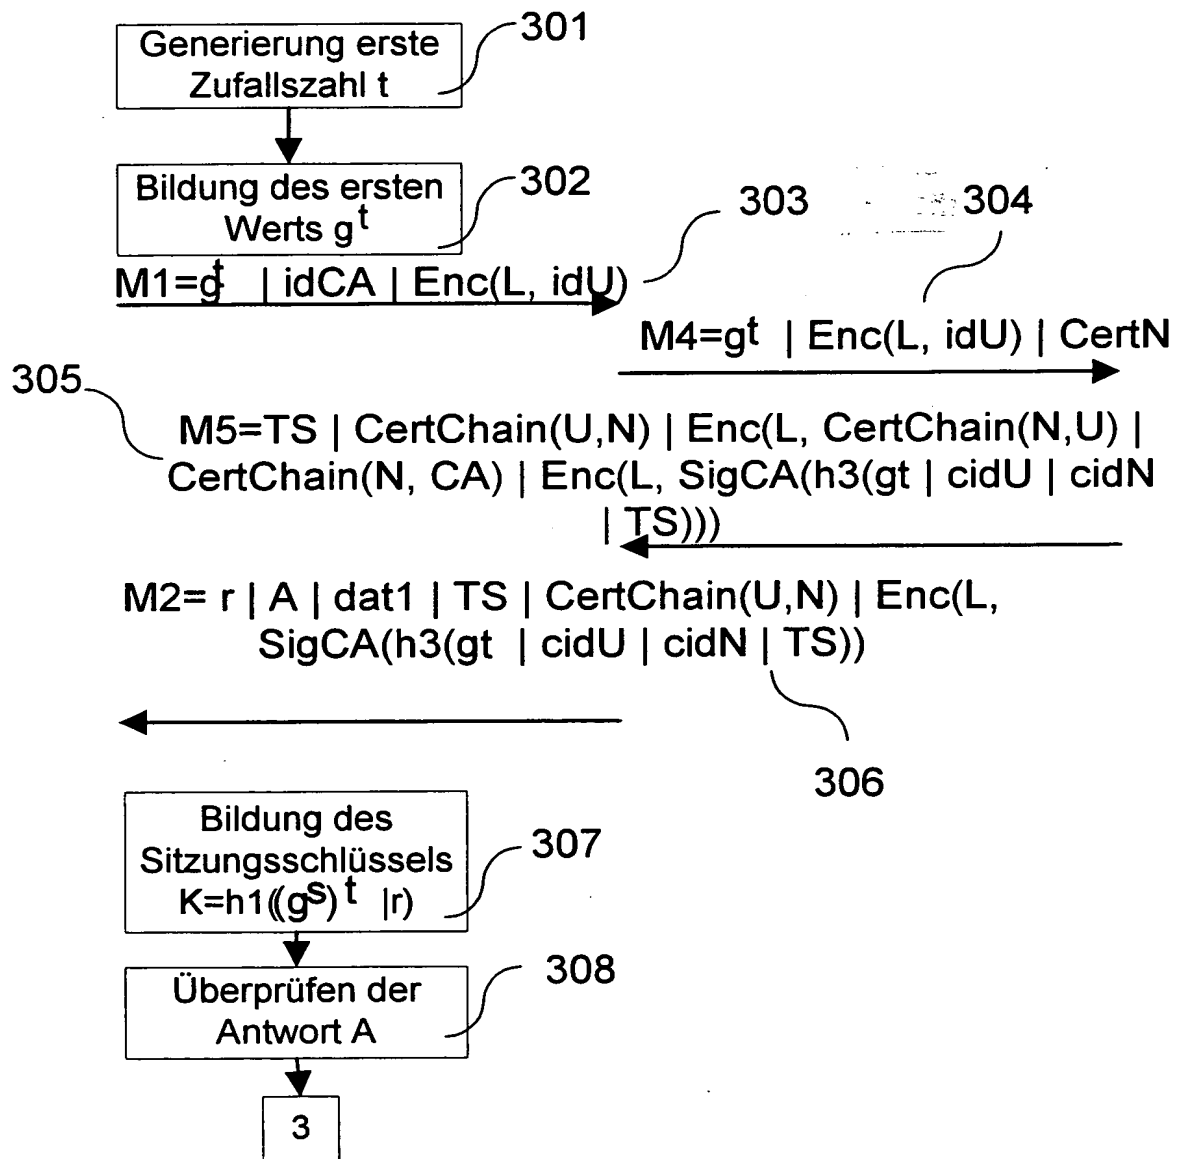 301
Generierung erste
Zufallszahl t
302
Bildung des ersten
Werts g^t
303
304
M1=g^t | idCA | Enc(L, idU)
M4=g^t | Enc(L, idU) | CertN
305
M5=TS | CertChain(U,N) | Enc(L, CertChain(N,U) |
CertChain(N, CA) | Enc(L, SigCA(h3(gt | cidU | cidN
| TS)))
M2= r | A | dat1 | TS | CertChain(U,N) | Enc(L,
SigCA(h3(gt | cidU | cidN | TS))
306
Bildung des
Sitzungsschlüssels
K=h1((g^s)^t |r)
307
308
Überprüfen der
Antwort A
3